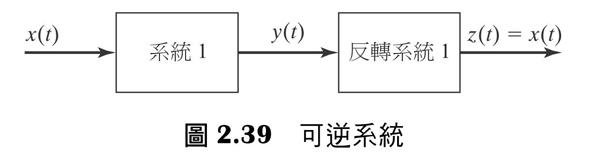 x(t) 系統 1 y(t) 反轉系統 1 z(t) = x(t)
圖 2.39 可逆系統